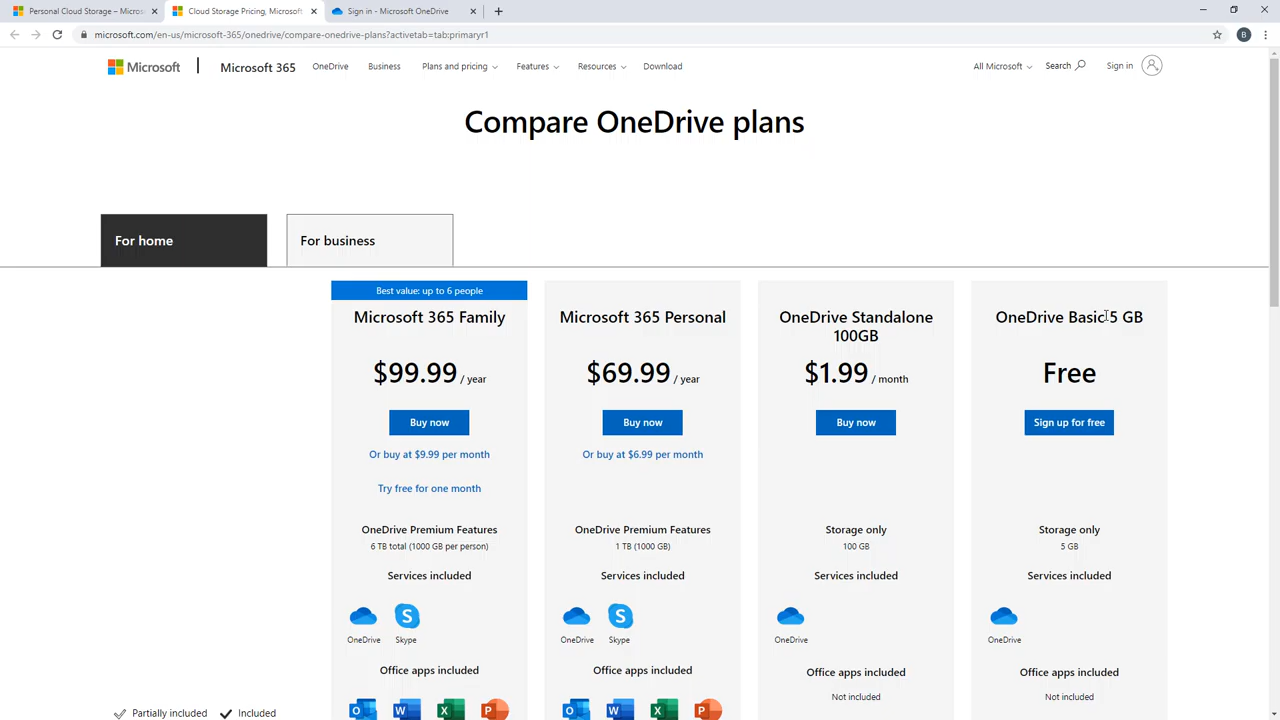 Personal Cloud Storage – Micros
Cloud Storage Pricing, Microsoft
Sign in - Microsoft OneDrive
microsoft.com/en-us/microsoft-365/onedrive/compare-onedrive-plans?activetab=tab:primaryr1
B
Microsoft
Microsoft 365
OneDrive
Business
Plans and pricing
Features
Resources
Download
All Microsoft
Search
Sign in
Compare OneDrive plans
For home
For business
Best value: up to 6 people
Microsoft 365 Family
$99.99 / year
Buy now
Or buy at $9.99 per month
Try free for one month
OneDrive Premium Features
6 TB total (1000 GB per person)
Services included
OneDrive
S
Skype
Office apps included
O W X P
Microsoft 365 Personal
$69.99 / year
Buy now
Or buy at $6.99 per month
OneDrive Premium Features
1 TB (1000 GB)
Services included
OneDrive
S
Skype
Office apps included
O W X P
OneDrive Standalone
100GB
$1.99 / month
Buy now
Storage only
100 GB
Services included
OneDrive
Office apps included
Not included
OneDrive Basic 5 GB
Free
Sign up for free
Storage only
5 GB
Services included
OneDrive
Office apps included
Not included
Partially included
Included